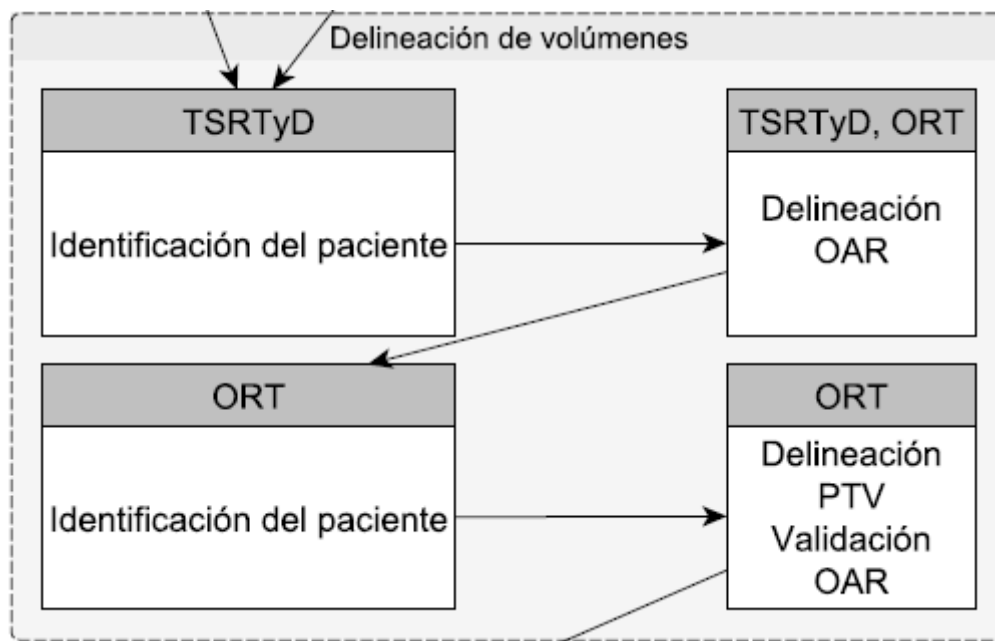 Delineación de volúmenes
TSRTyD
Identificación del paciente
TSRTyD, ORT
Delineación
OAR
ORT
Identificación del paciente
ORT
Delineación
PTV
Validación
OAR